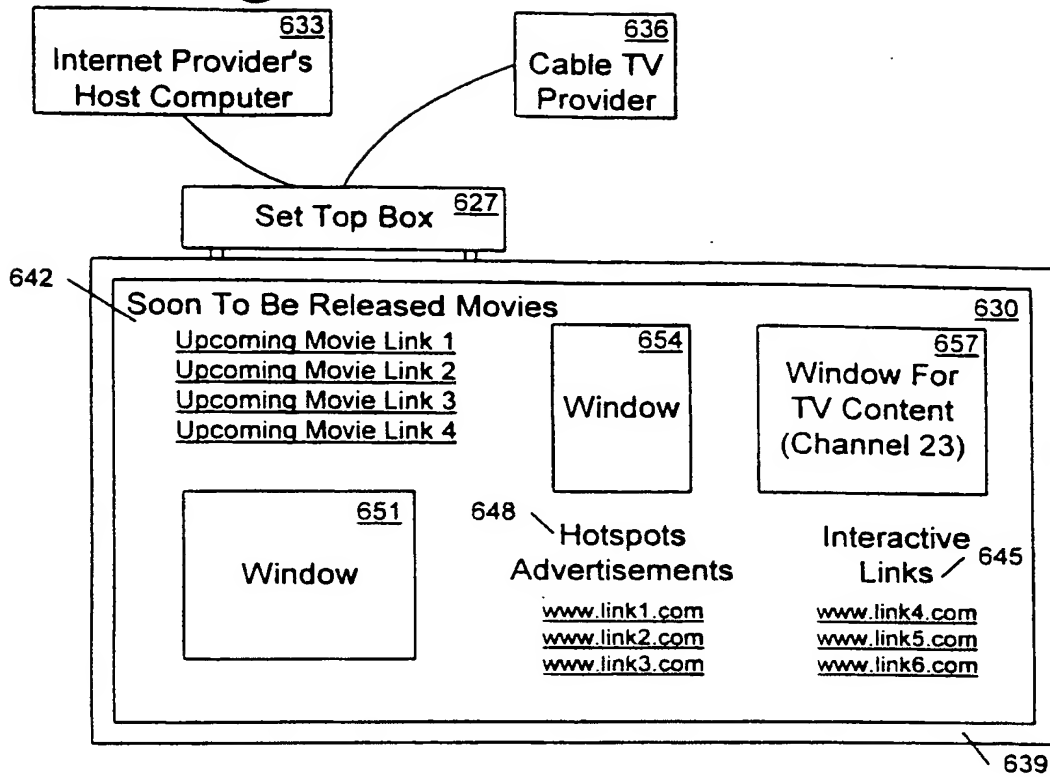 633
Internet Provider's
Host Computer
636
Cable TV
Provider
Set Top Box 627
642
Soon To Be Released Movies
630
Upcoming Movie Link 1
Upcoming Movie Link 2
Upcoming Movie Link 3
Upcoming Movie Link 4
654
Window
657
Window For
TV Content
(Channel 23)
651
Window
648
Hotspots
Advertisements
www.link1.com
www.link2.com
www.link3.com
Interactive
Links 645
www.link4.com
www.link5.com
www.link6.com
639